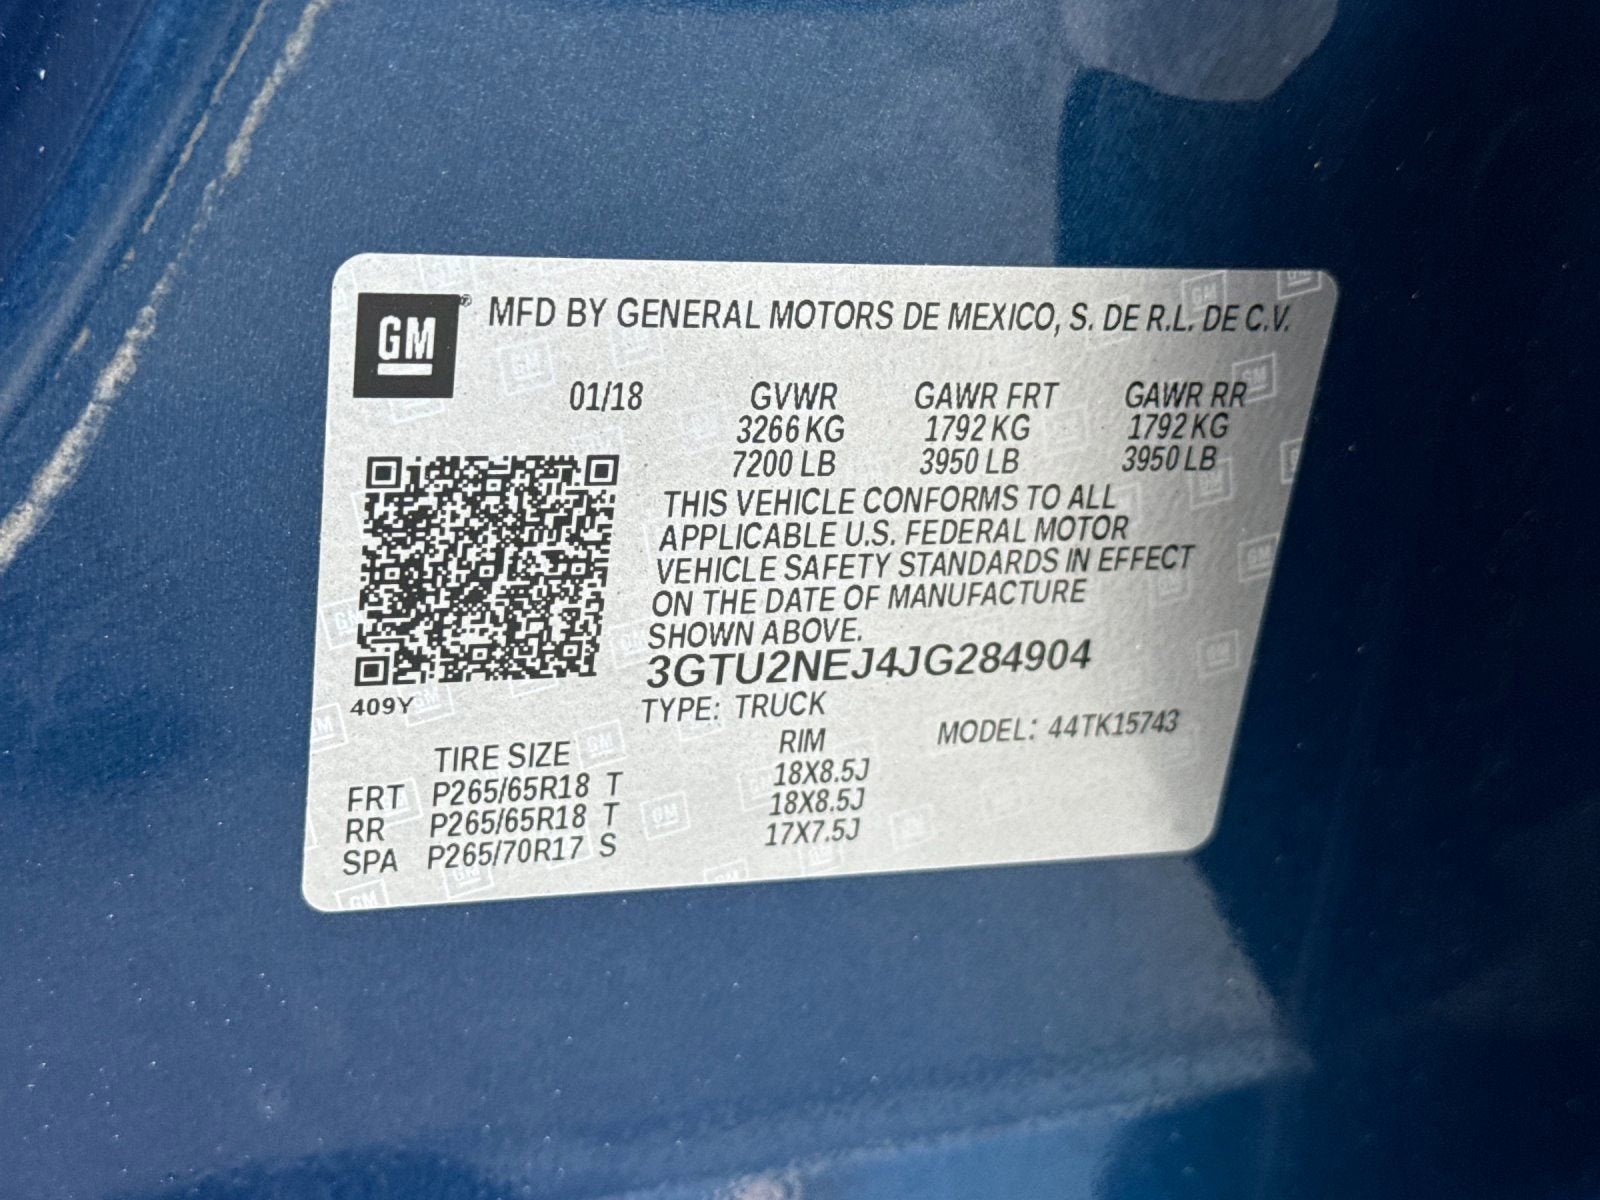 GM ® MFD BY GENERAL MOTORS DE MEXICO, S. DE R.L. DE C.V.
01/18 GVWR GAWR FRT GAWR RR
3266 KG 1792 KG 1792 KG
7200 LB 3950 LB 3950 LB
THIS VEHICLE CONFORMS TO ALL
APPLICABLE U.S. FEDERAL MOTOR
VEHICLE SAFETY STANDARDS IN EFFECT
ON THE DATE OF MANUFACTURE
SHOWN ABOVE.
3GTU2NEJ4JG284904
409Y
TYPE: TRUCK
MODEL: 44TK15743
TIRE SIZE RIM
FRT P265/65R18 T 18X8.5J
RR P265/65R18 T 18X8.5J
SPA P265/70R17 S 17X7.5J